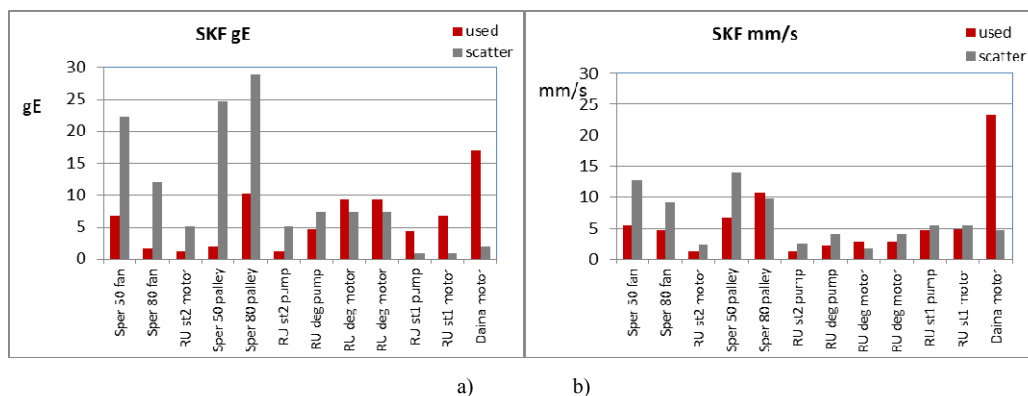 SKF gE
used
scatter
gE
30
25
20
15
10
5
0
Sper 50 fan
Sper 80 fan
RU st2 motor
Sper 50 palley
Sper 80 palley
RU st2 pump
RU deg pump
RU deg motor
RU deg motor
RU st1 pump
RU st1 motor
Daina motor
a)
SKF mm/s
used
scatter
mm/s
30
25
20
15
10
5
0
Sper 50 fan
Sper 80 fan
RU st2 motor
Sper 50 palley
Sper 80 palley
RU st2 pump
RU deg pump
RU deg motor
RU deg motor
RU st1 pump
RU st1 motor
Daina motor
b)